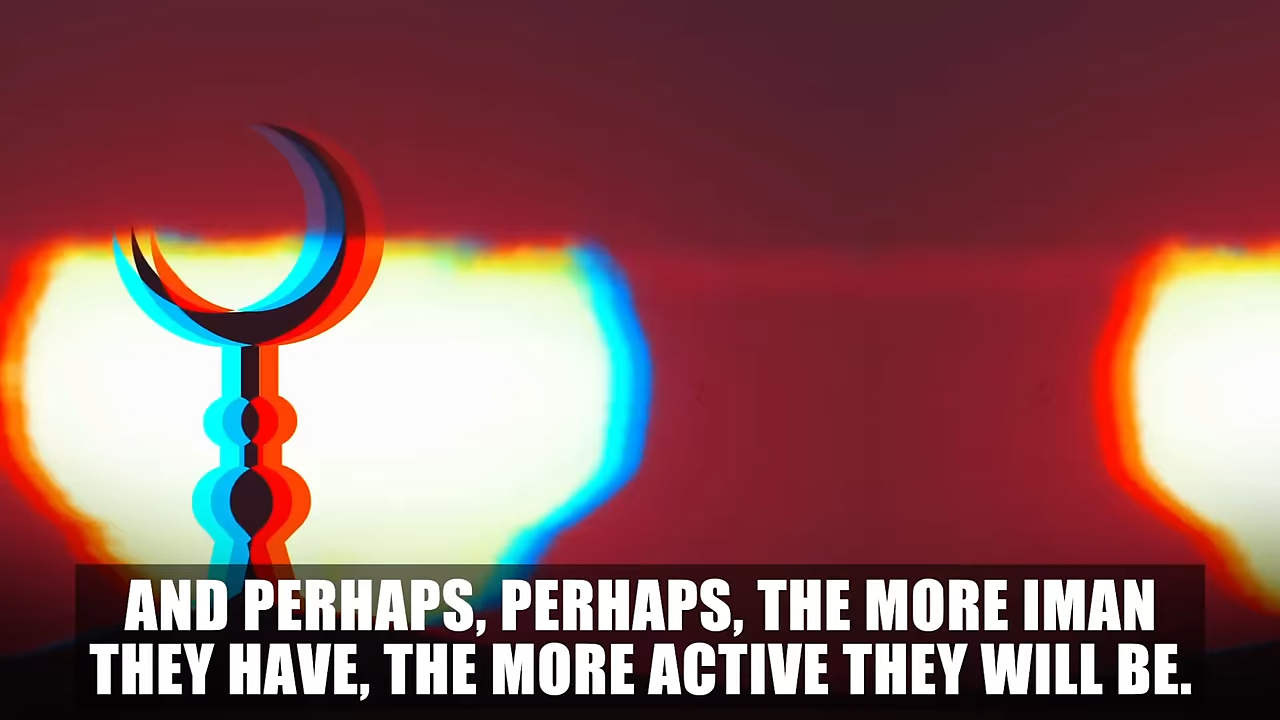 AND PERHAPS, PERHAPS, THE MORE IMAN
THEY HAVE, THE MORE ACTIVE THEY WILL BE.